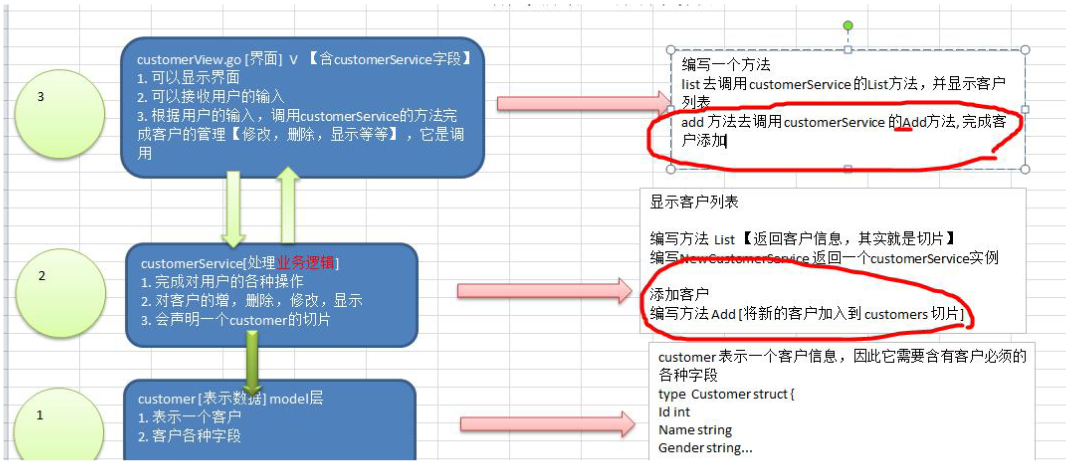 3
customerView.go [界面] V 【含customerService字段】
1. 可以显示界面
2. 可以接收用户的输入
3. 根据用户的输入，调用customerService的方法完
成客户的管理【修改，删除，显示等等】，它是调
用
编写一个方法
list 去调用customerService 的List方法，并显示客户
列表
add 方法去调用customerService 的Add方法, 完成客
户添加
2
customerService[处理业务逻辑]
1. 完成对用户的各种操作
2. 对客户的增，删除，修改，显示
3. 会声明一个customer的切片
显示客户列表
编写方法 List 【返回客户信息，其实就是切片】
编写NewCustomerService 返回一个customerService实例
添加客户
编写方法 Add [将新的客户加入到 customers 切片]
1
customer [表示数据] model层
1. 表示一个客户
2. 客户各种字段
customer 表示一个客户信息，因此它需要含有客户必须的
各种字段
type Customer struct {
Id int
Name string
Gender string...